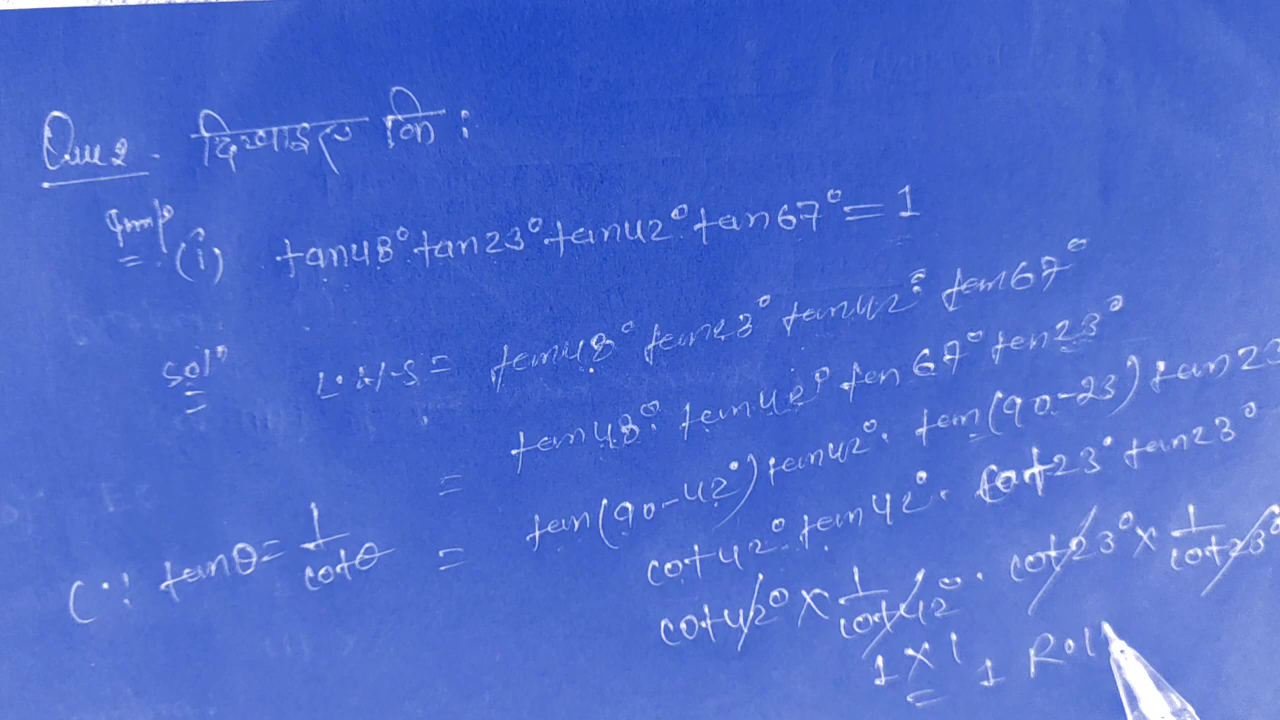 Que 2. दिखाइए कि :
Imp (i) tan48° tan23° tan42° tan67° = 1
Solⁿ L.H.S = tan48° tan23° tan42° tan67°
= tan48°. tan42° tan67° tan23°
= tan(90-42°) tan42°. tan(90-23) tan23
cot42°. tan42°. cot23° tan23°
(∵ tanθ = 1/cotθ cot42° × 1/cot42°. cot23° × 1/cot23°
1×1 1 R.H